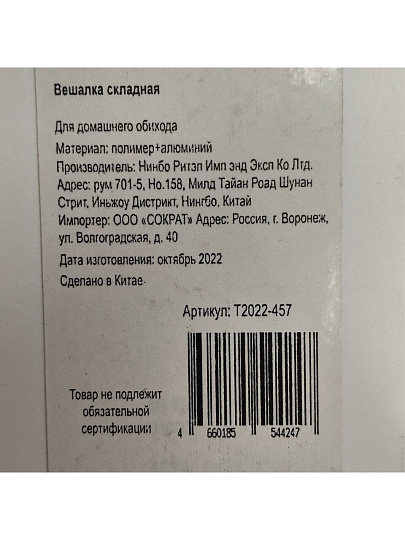 Вешалка складная
Для домашнего обихода
Материал: полимер+алюминий
Производитель: Нинбо Ритэл Имп энд Эксп Ко Лтд.
Адрес: рум 701-5, Но.158, Милд Тайан Роад Шунан
Стрит, Иньжоу Дистрикт, Нингбо, Китай
Импортер: ООО «СОКРАТ» Адрес: Россия, г. Воронеж,
ул. Волгоградская, д. 40
Дата изготовления: октябрь 2022
Сделано в Китае
Артикул: T2022-457
Товар не подлежит
обязательной
сертификации
4 660185 544247